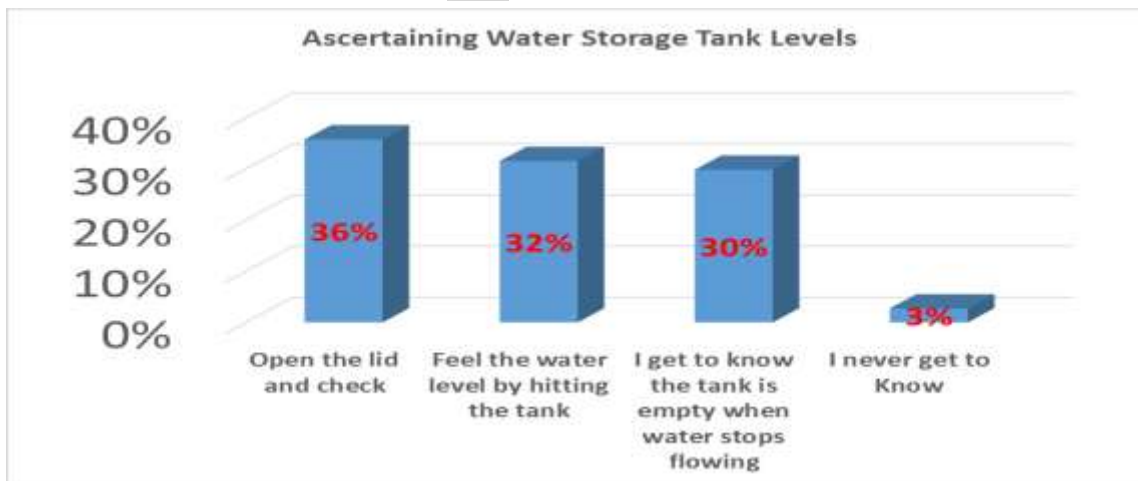 Ascertaining Water Storage Tank Levels
40%
30%
20%
10%
0%
36%
32%
30%
3%
Open the lid
and check
Feel the water
level by hitting
the tank
I get to know
the tank is
empty when
water stops
flowing
I never get to
Know